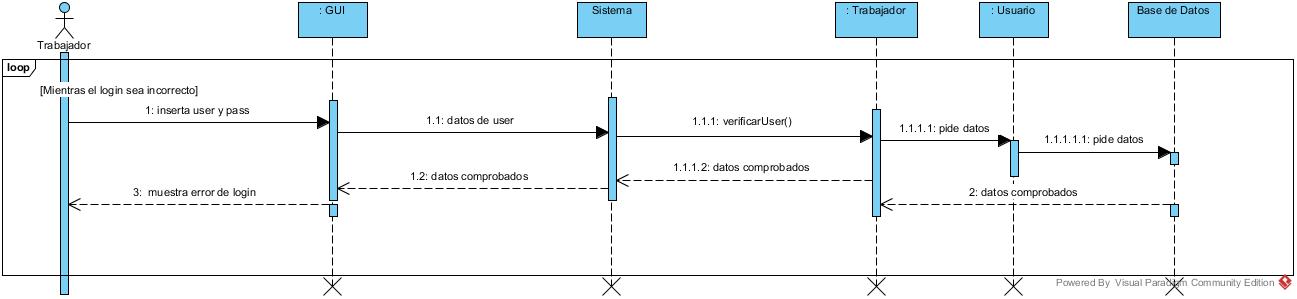 : GUI
Sistema
: Trabajador
: Usuario
Base de Datos
Trabajador
loop
[Mientras el login sea incorrecto]
1: inserta user y pass
1.1: datos de user
1.1.1: verificarUser()
1.1.1.1: pide datos
1.1.1.1.1: pide datos
1.1.1.2: datos comprobados
1.2: datos comprobados
3:  muestra error de login
2: datos comprobados
Powered By Visual Paradigm Community Edition